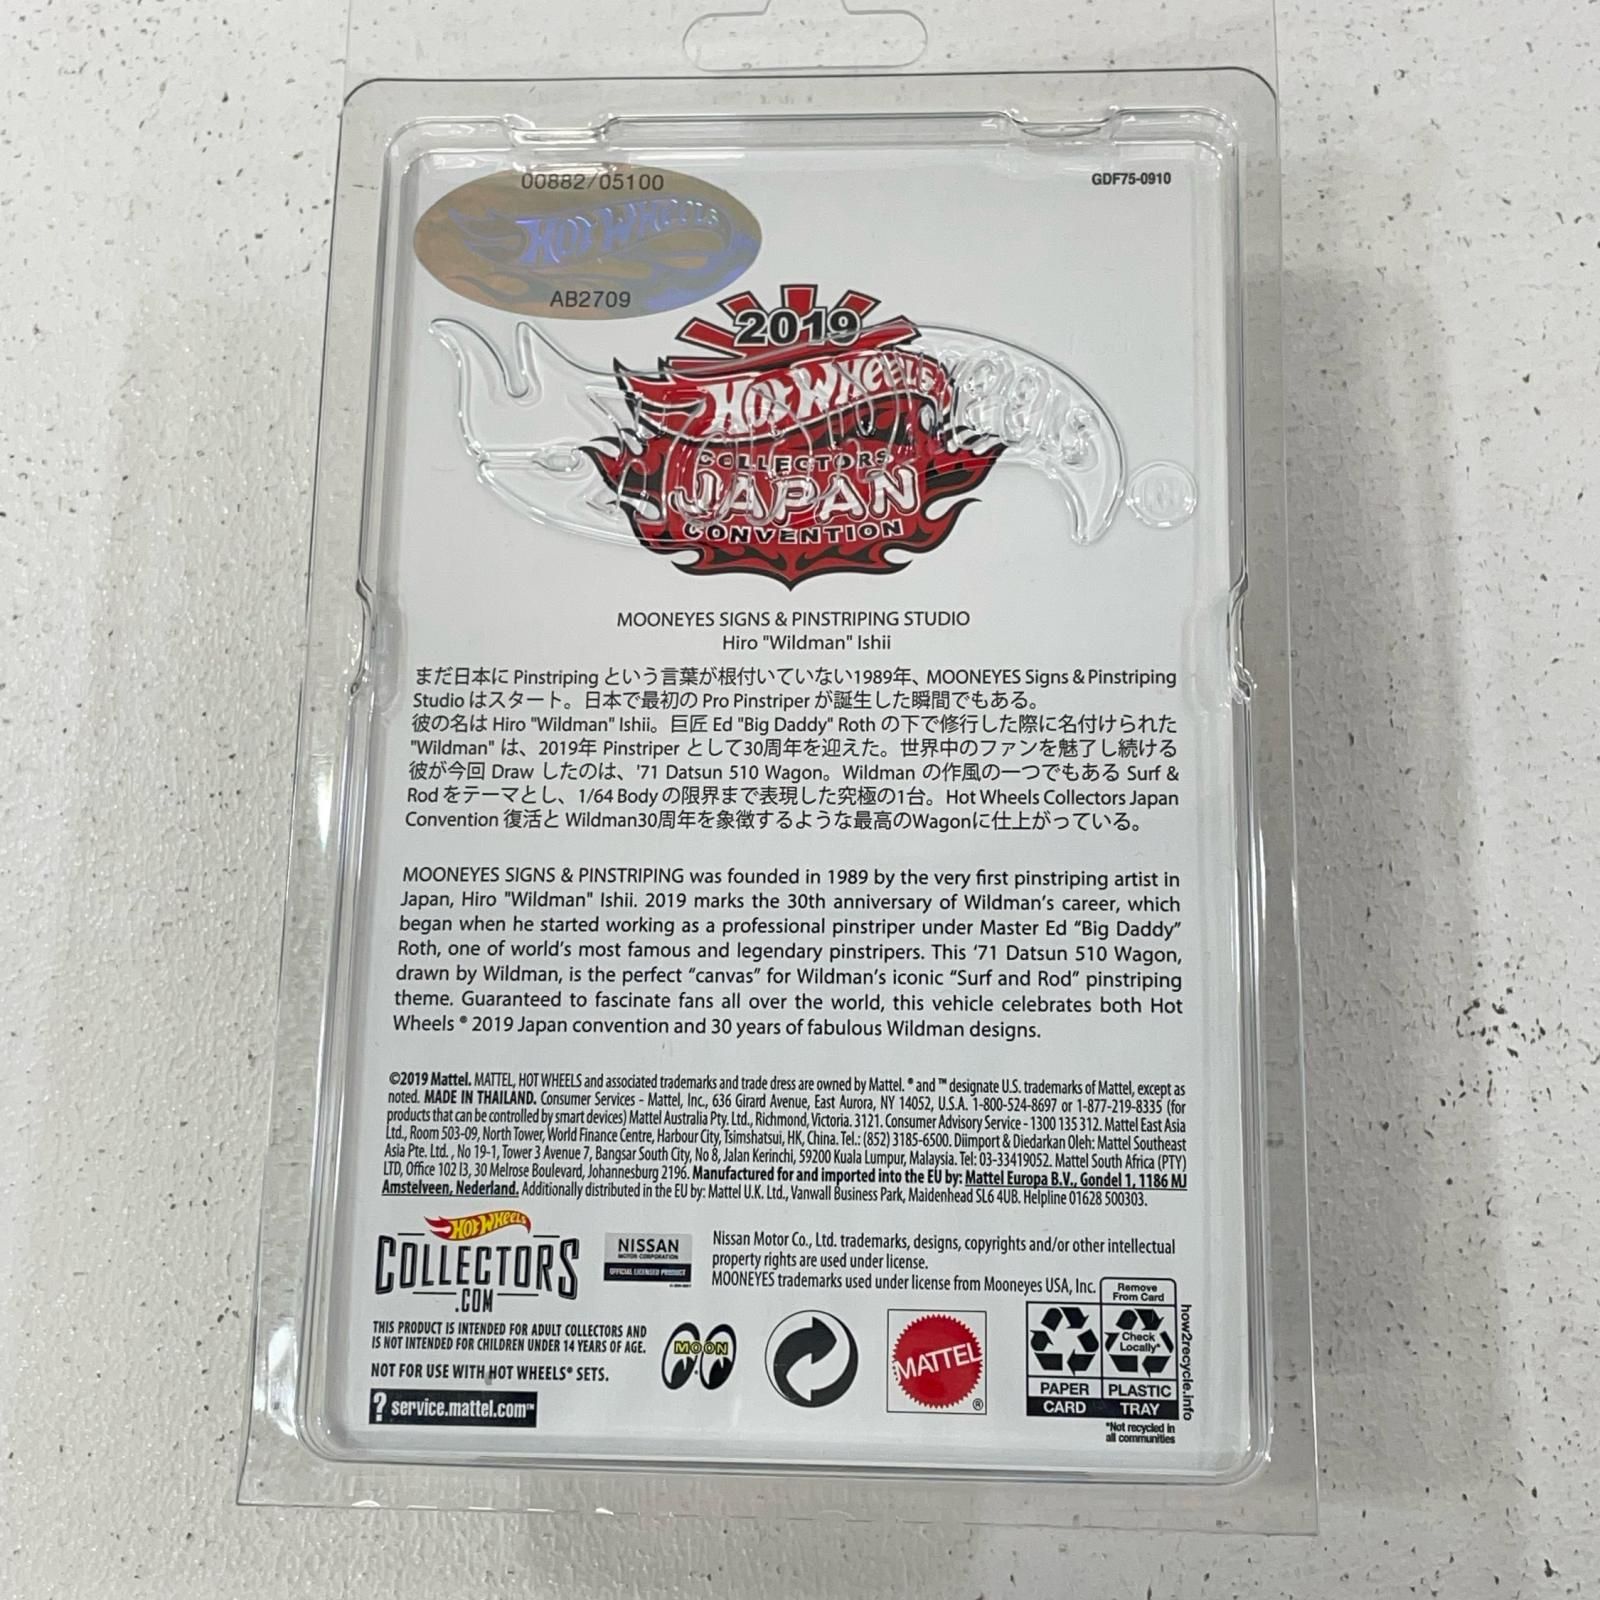 00882/05100
HOT WHEELS
AB2709
GDF75-0910
2019
HOT WHEELS
COLLECTORS
JAPAN
CONVENTION
MOONEYES SIGNS & PINSTRIPING STUDIO
Hiro "Wildman" Ishii
まだ日本に Pinstriping という言葉が根付いていない1989年、MOONEYES Signs & Pinstriping
Studio はスタート。日本で最初の Pro Pinstriper が誕生した瞬間でもある。
彼の名は Hiro "Wildman" Ishii。巨匠 Ed "Big Daddy" Roth の下で修行した際に名付けられた
"Wildman" は、2019年 Pinstriper として30周年を迎えた。世界中のファンを魅了し続ける
彼が今回 Draw したのは、'71 Datsun 510 Wagon。Wildman の作風の一つでもある Surf &
Rod をテーマとし、1/64 Body の限界まで表現した究極の1台。Hot Wheels Collectors Japan
Convention 復活と Wildman30周年を象徴するような最高のWagonに仕上がっている。
MOONEYES SIGNS & PINSTRIPING was founded in 1989 by the very first pinstriping artist in
Japan, Hiro "Wildman" Ishii. 2019 marks the 30th anniversary of Wildman's career, which
began when he started working as a professional pinstriper under Master Ed “Big Daddy”
Roth, one of world's most famous and legendary pinstripers. This '71 Datsun 510 Wagon,
drawn by Wildman, is the perfect “canvas” for Wildman's iconic “Surf and Rod” pinstriping
theme. Guaranteed to fascinate fans all over the world, this vehicle celebrates both Hot
Wheels ® 2019 Japan convention and 30 years of fabulous Wildman designs.
©2019 Mattel. MATTEL, HOT WHEELS and associated trademarks and trade dress are owned by Mattel. ® and ™ designate U.S. trademarks of Mattel, except as
noted. MADE IN THAILAND. Consumer Services - Mattel, Inc., 636 Girard Avenue, East Aurora, NY 14052, U.S.A. 1-800-524-8697 or 1-877-219-8335 (for
products that can be controlled by smart devices) Mattel Australia Pty. Ltd., Richmond, Victoria. 3121. Consumer Advisory Service - 1300 135 312. Mattel East Asia
Ltd., Room 503-09, North Tower, World Finance Centre, Harbour City, Tsimshatsui, HK, China. Tel.: (852) 3185-6500. Diimport & Diedarkan Oleh: Mattel Southeast
Asia Pte. Ltd. , No 19-1, Tower 3 Avenue 7, Bangsar South City, No 8, Jalan Kerinchi, 59200 Kuala Lumpur, Malaysia. Tel: 03-33419052. Mattel South Africa (PTY)
LTD, Office 102 I3, 30 Melrose Boulevard, Johannesburg 2196. Manufactured for and imported into the EU by: Mattel Europa B.V., Gondel 1, 1186 MJ
Amstelveen, Nederland. Additionally distributed in the EU by: Mattel U.K. Ltd., Vanwall Business Park, Maidenhead SL6 4UB. Helpline 01628 500303.
HOT WHEELS
COLLECTORS
.COM
NISSAN
MOTOR CORPORATION
OFFICIAL LICENSED PRODUCT
Nissan Motor Co., Ltd. trademarks, designs, copyrights and/or other intellectual
property rights are used under license.
MOONEYES trademarks used under license from Mooneyes USA, Inc.
THIS PRODUCT IS INTENDED FOR ADULT COLLECTORS AND
IS NOT INTENDED FOR CHILDREN UNDER 14 YEARS OF AGE.
NOT FOR USE WITH HOT WHEELS® SETS.
? service.mattel.com™
MOON
MATTEL
®
Remove
From Card
Check
Locally*
PAPER
CARD
PLASTIC
TRAY
*Not recycled in
all communities
how2recycle.info